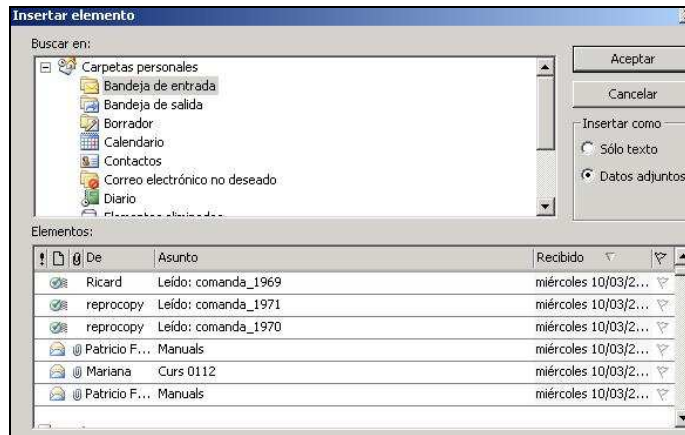 Insertar elemento
Buscar en:
Carpetas personales
Bandeja de entrada
Bandeja de salida
Borrador
Calendario
Contactos
Correo electrónico no deseado
Diario
Aceptar
Cancelar
Insertar como
Sólo texto
Datos adjuntos
Elementos:
De Asunto Recibido
Ricard Leído: comanda_1969 miércoles 10/03/2...
reprocopy Leído: comanda_1971 miércoles 10/03/2...
reprocopy Leído: comanda_1970 miércoles 10/03/2...
Patricio F... Manuals miércoles 10/03/2...
Mariana Curs 0112 miércoles 10/03/2...
Patricio F... Manuals miércoles 10/03/2...